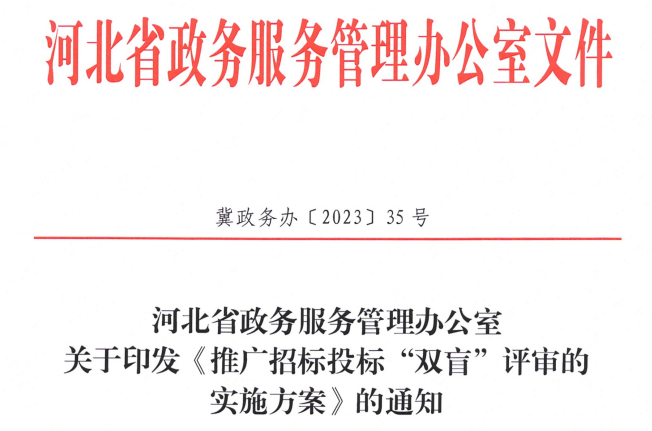 河北省政务服务管理办公室文件
冀政务办〔2023〕35 号
河北省政务服务管理办公室
关于印发《推广招标投标“双盲”评审的
实施方案》的通知